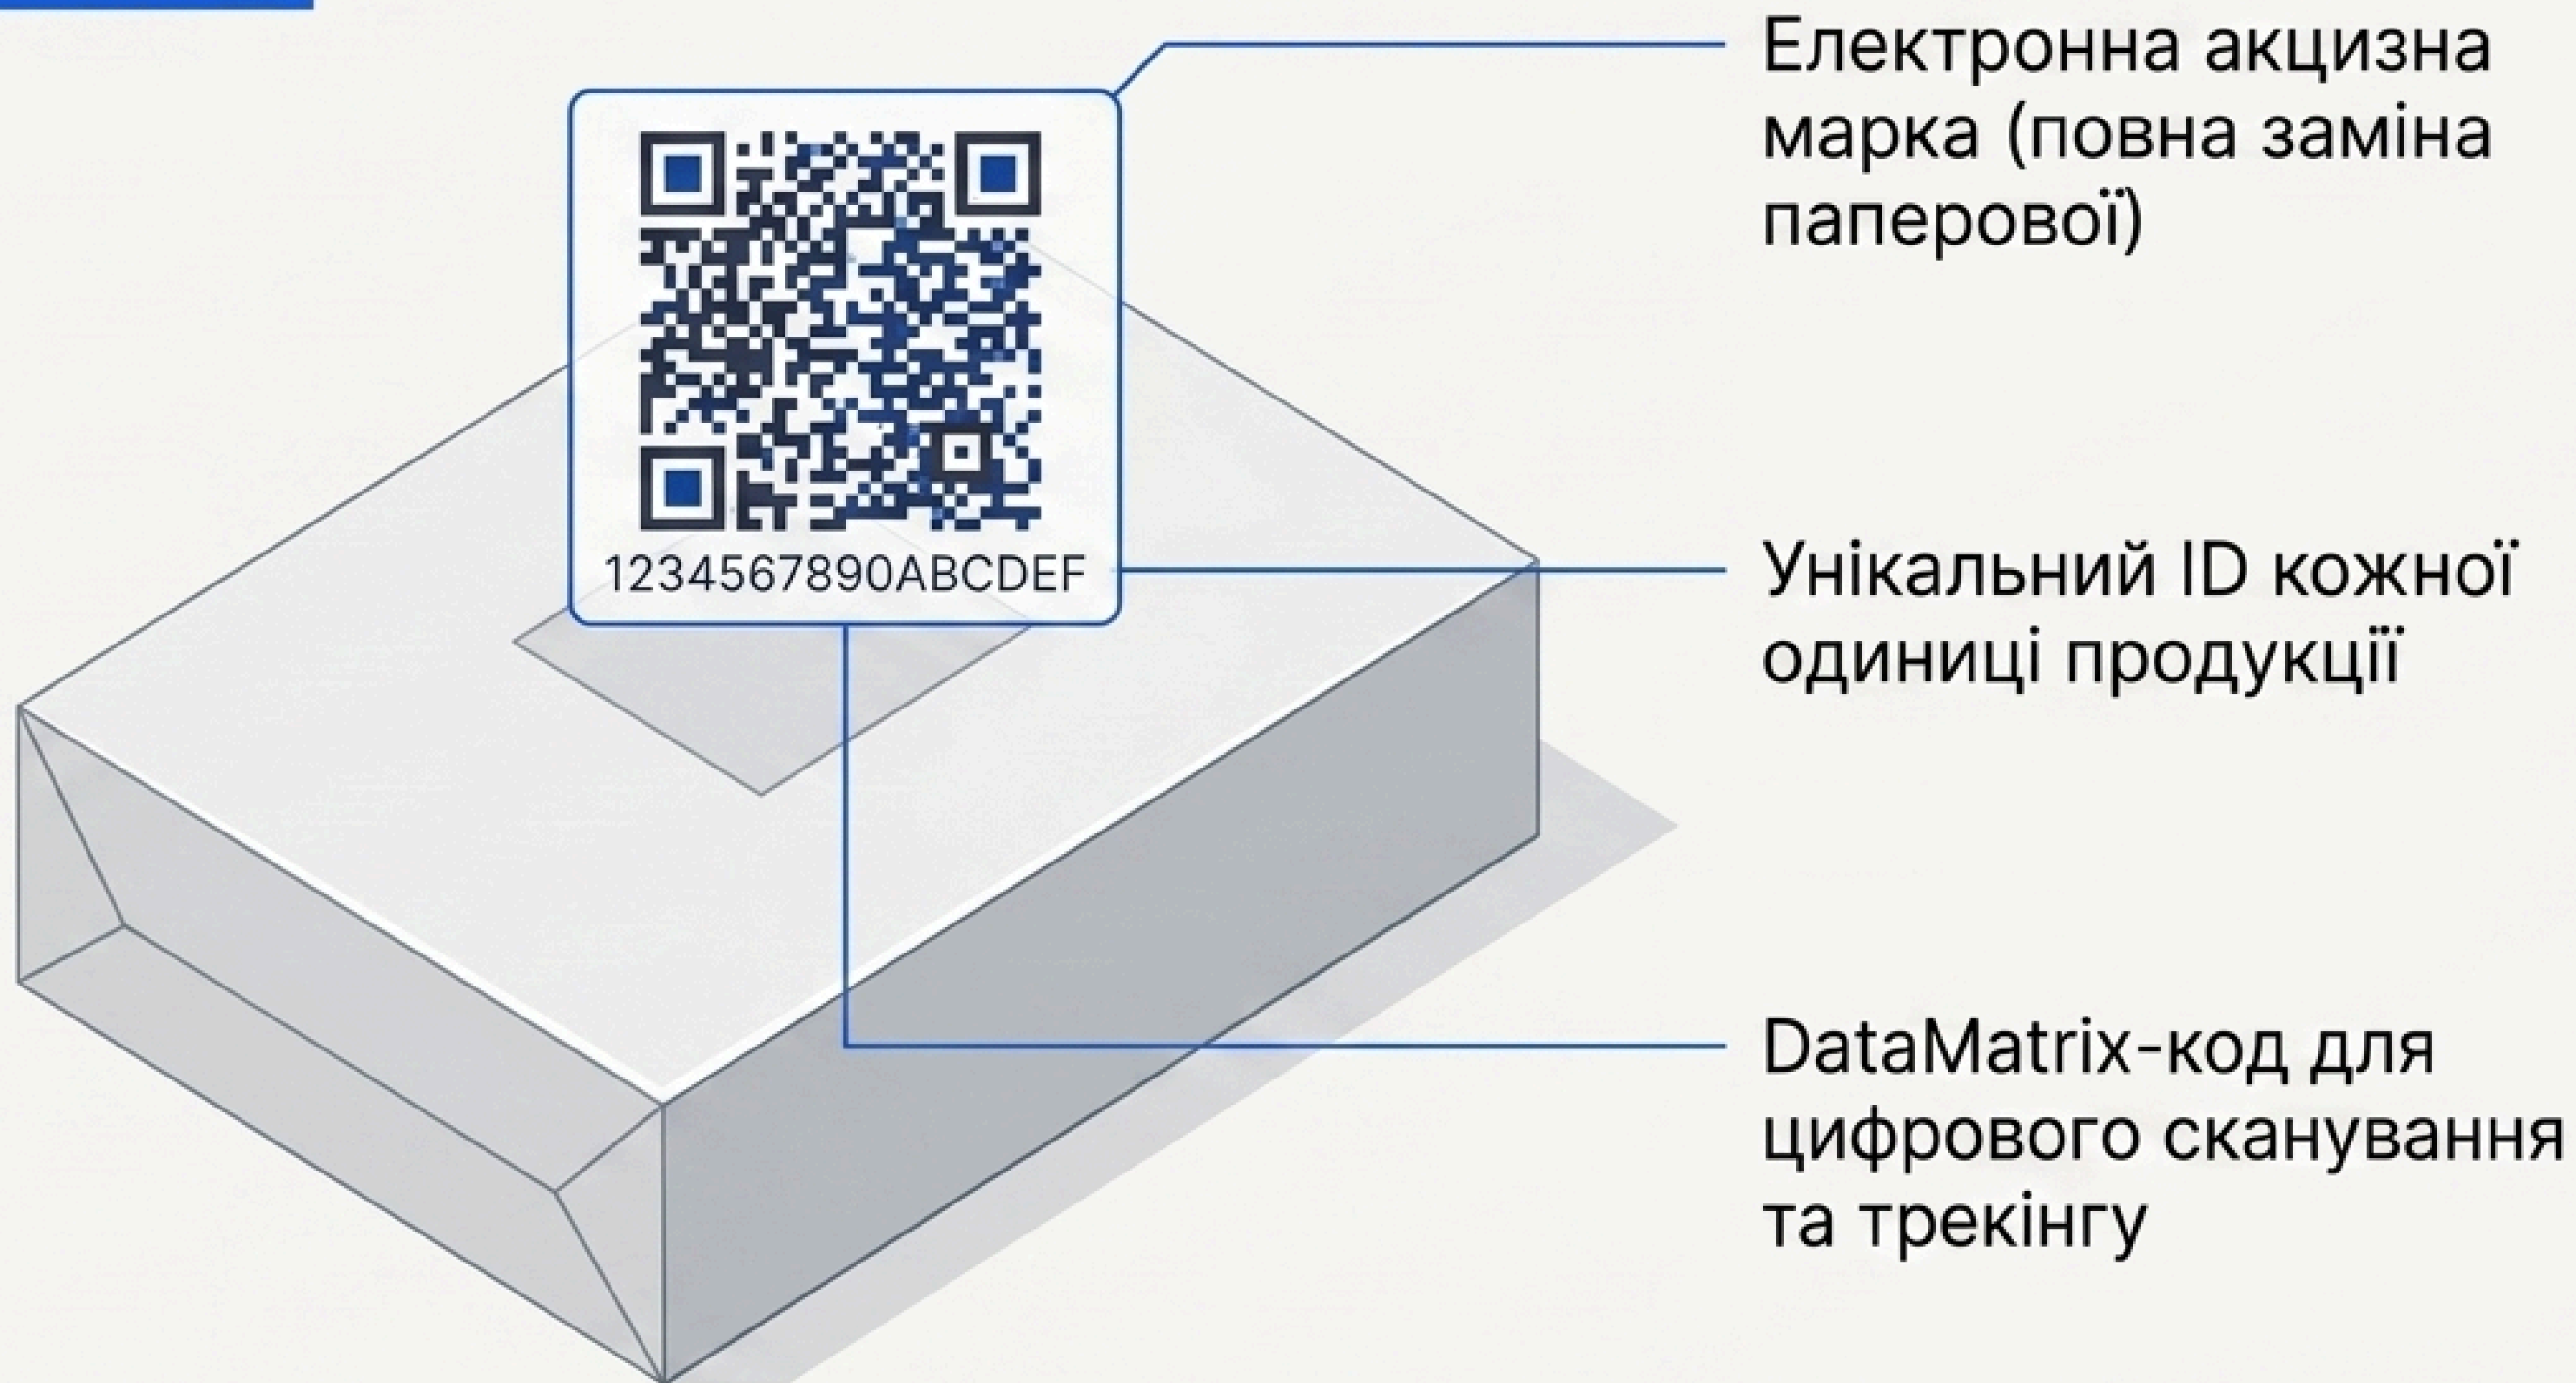 Електронна акцизна
марка (повна заміна
паперової)
1234567890ABCDEF
Унікальний ID кожної
одиниці продукції
DataMatrix-код для
цифрового сканування
та трекінгу